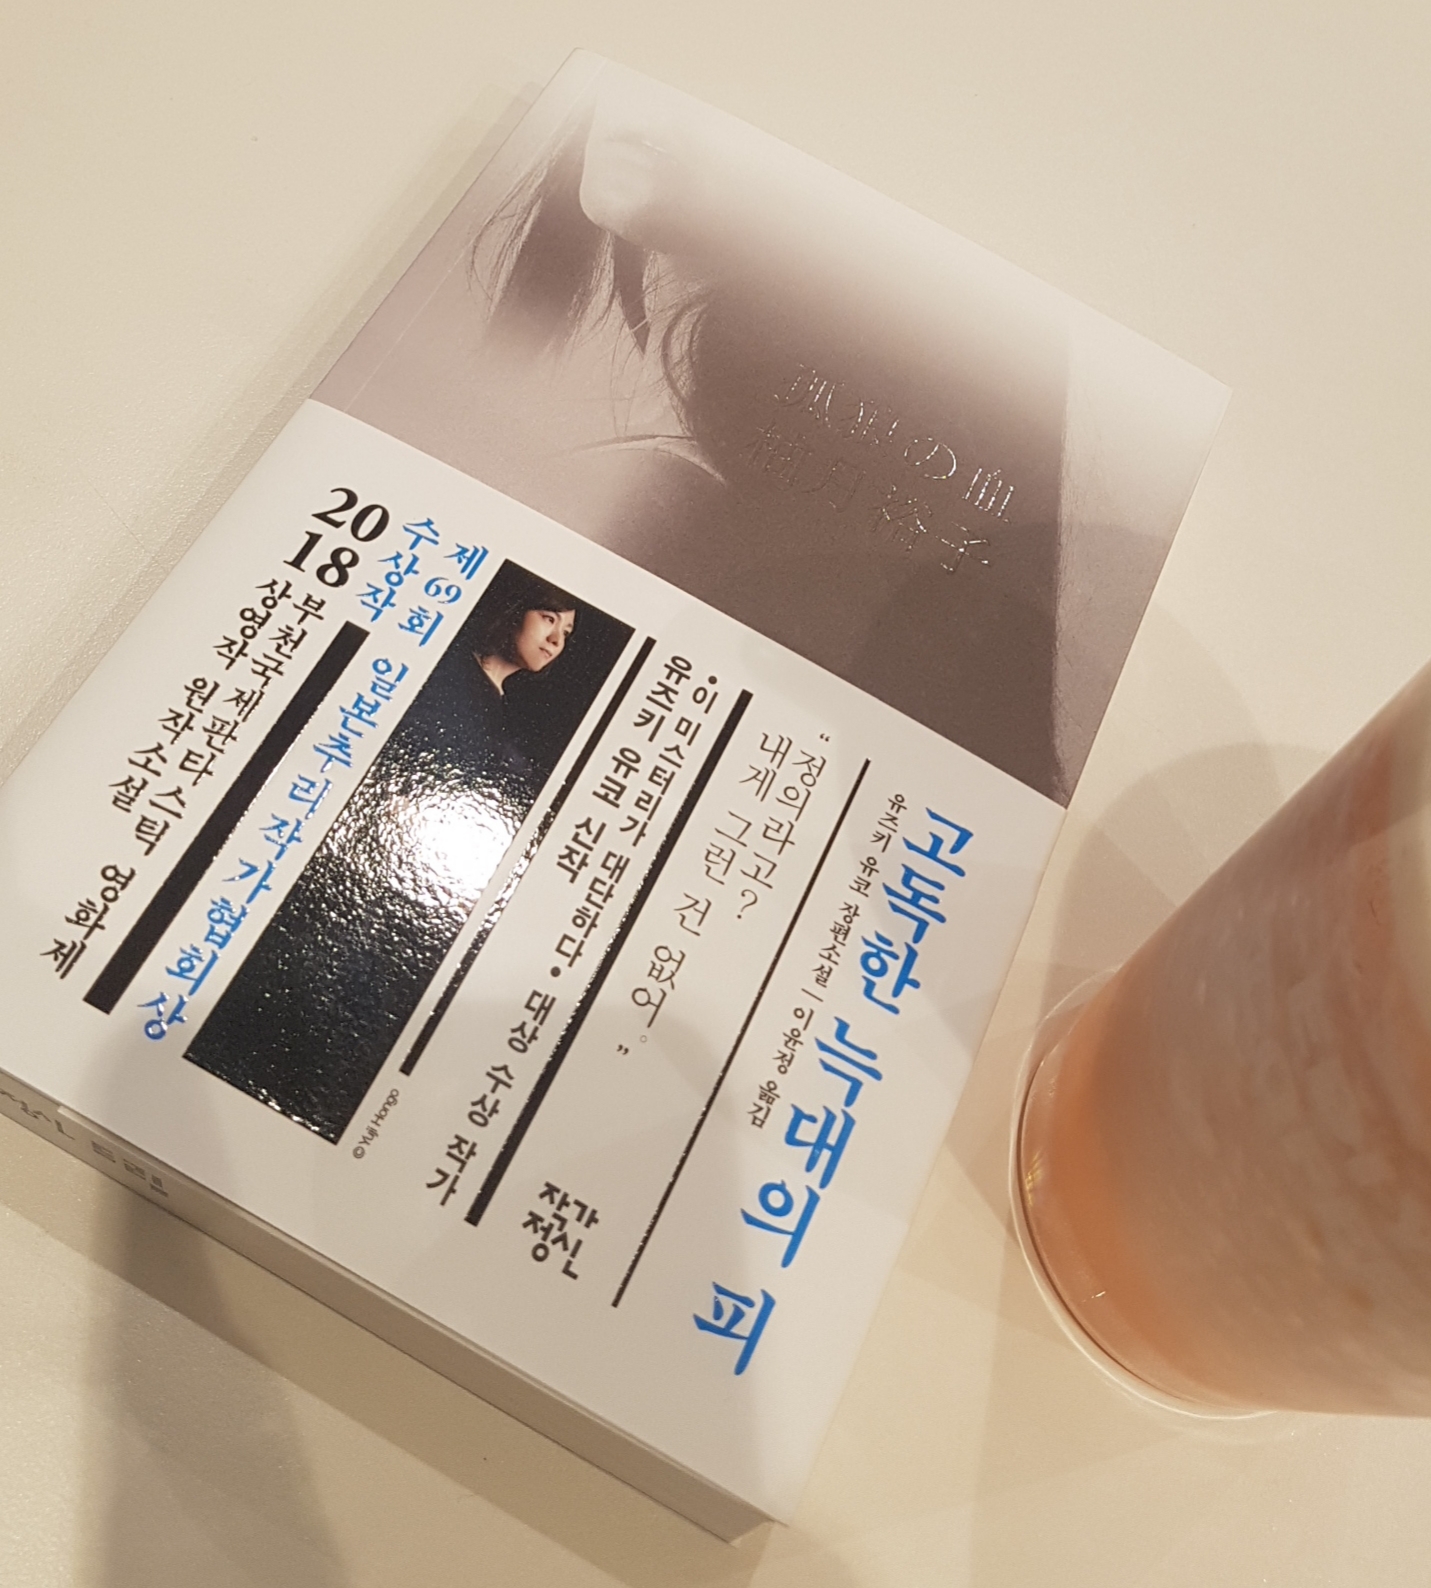 孤狼の血
柚月裕子
고독한 늑대의 피
유즈키 유코 장편소설 | 이윤정 옮김
“정의라고?
내게 그런 건 없어。”
•이 미스터리가 대단하다• 대상 수상 작가
유즈키 유코 신작
작가
정신
제69회 일본추리작가협회상
수상작
2018
부천국제판타스틱 영화제
상영작 원작소설